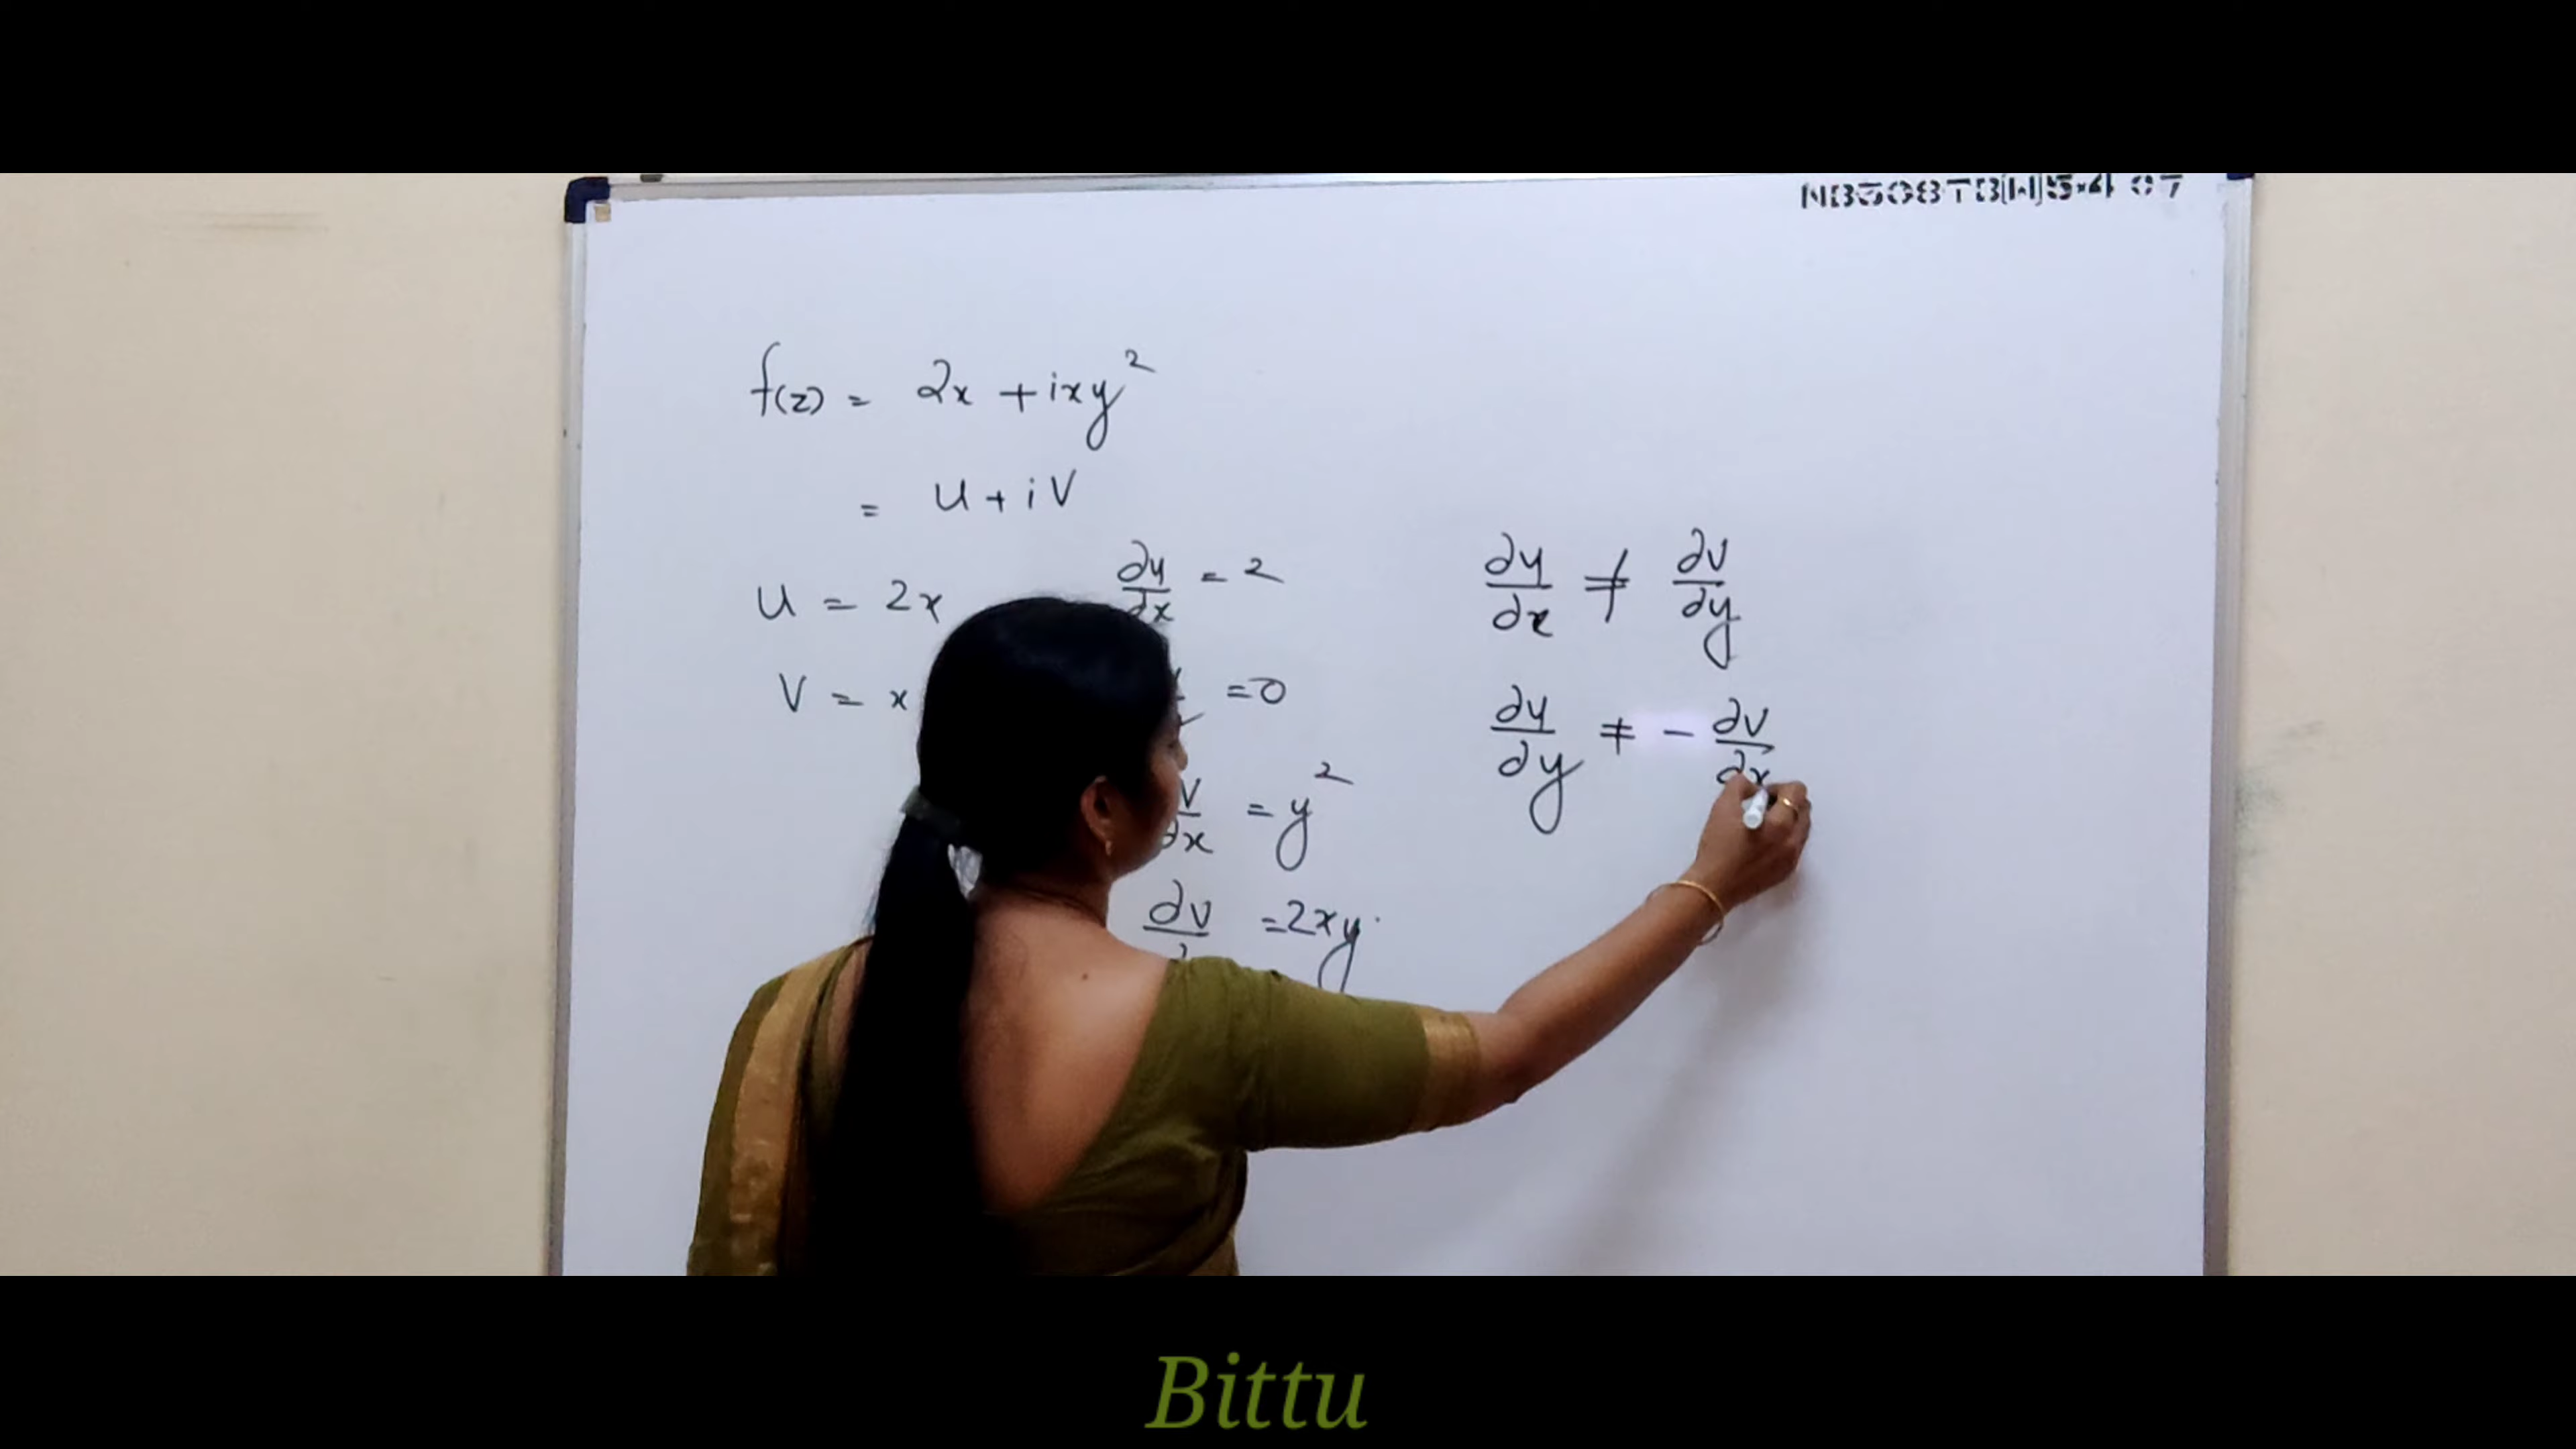 f(z) = 2x + ixy²
= u + iV
u = 2x
∂u/∂x = 2
V = x
= 0
V/∂x = y²
∂V = 2xy
∂u/∂x ≠ ∂V/∂y
∂u/∂y ≠ - ∂V/∂x
Bittu